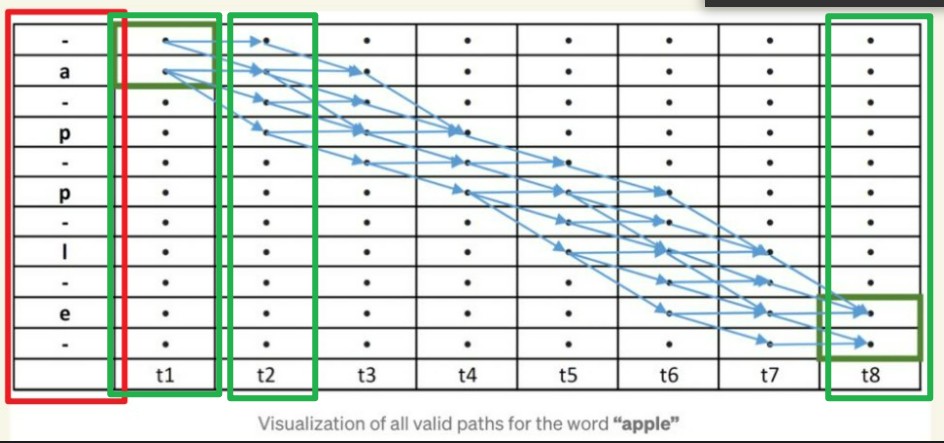 -
a
-
p
-
p
-
l
-
e
-
t1 t2 t3 t4 t5 t6 t7 t8
Visualization of all valid paths for the word “apple”